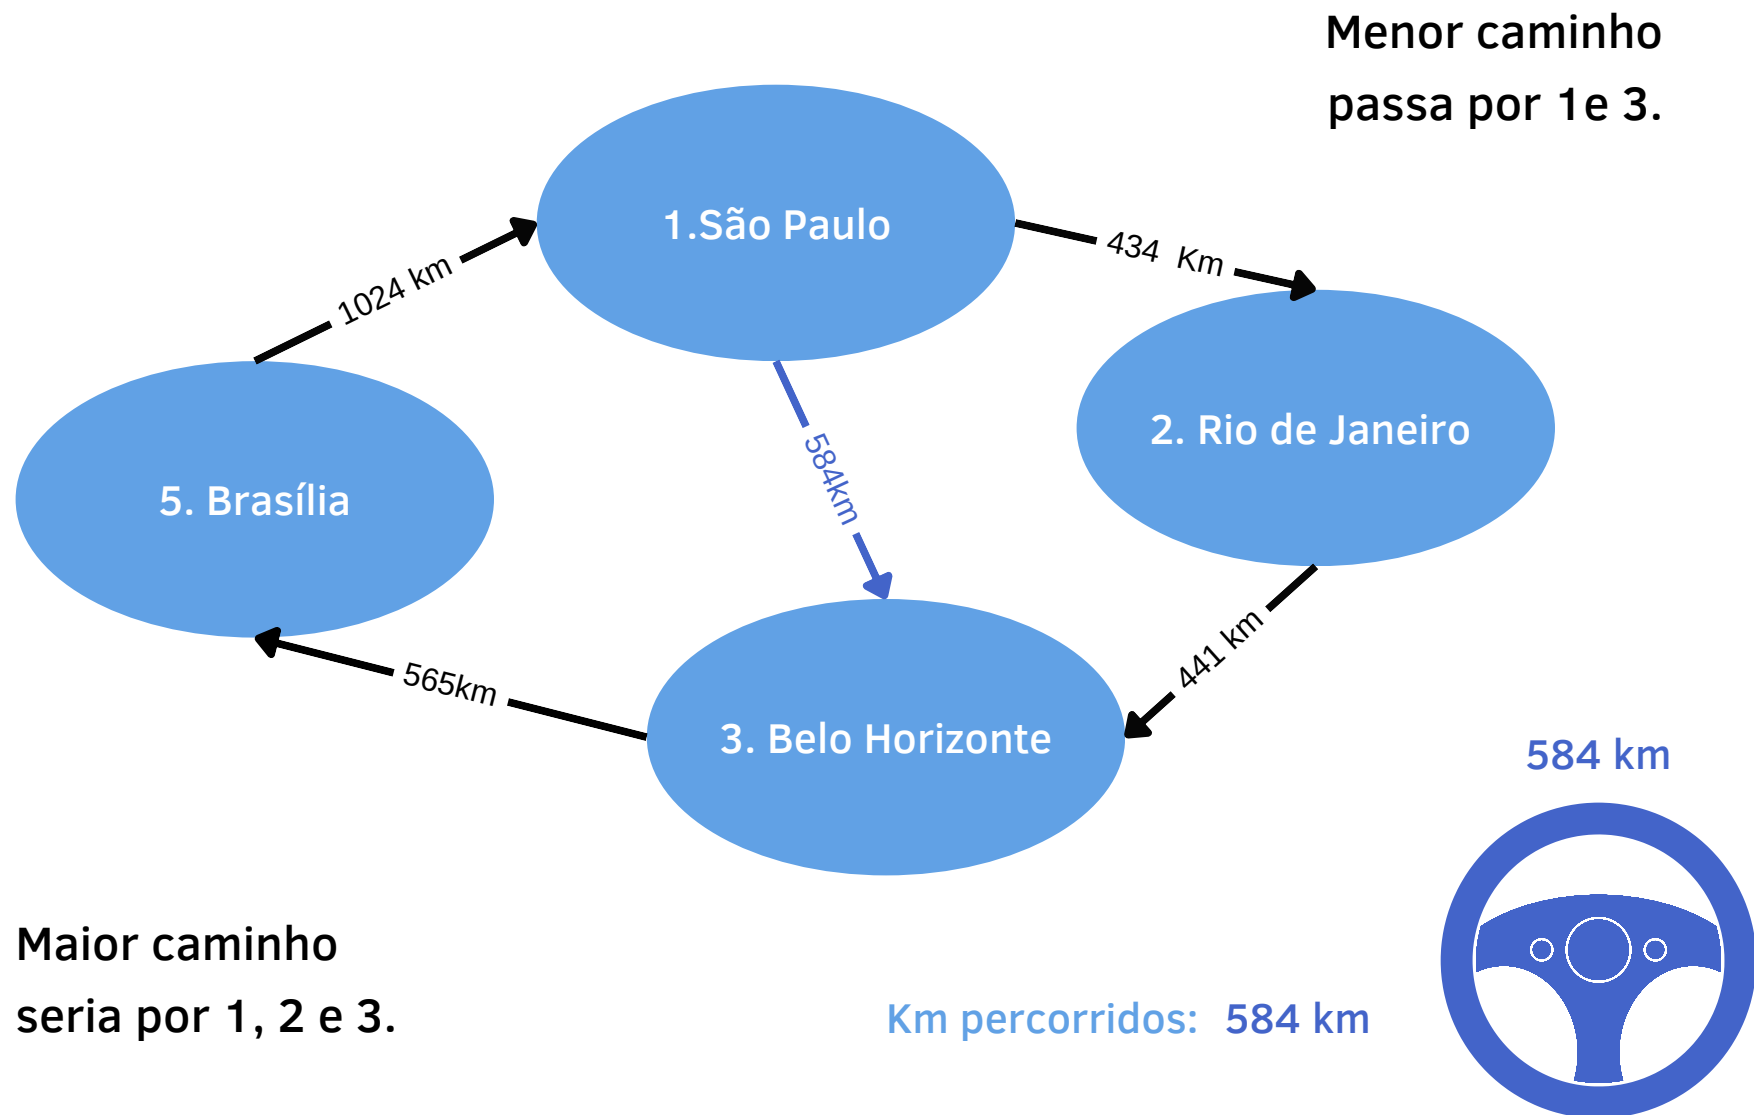 Menor caminho
passa por 1e 3.
1.São Paulo
434 Km
1024 km
2. Rio de Janeiro
584km
5. Brasília
441 km
565km
3. Belo Horizonte
584 km
Maior caminho
seria por 1, 2 e 3.
Km percorridos: 584 km